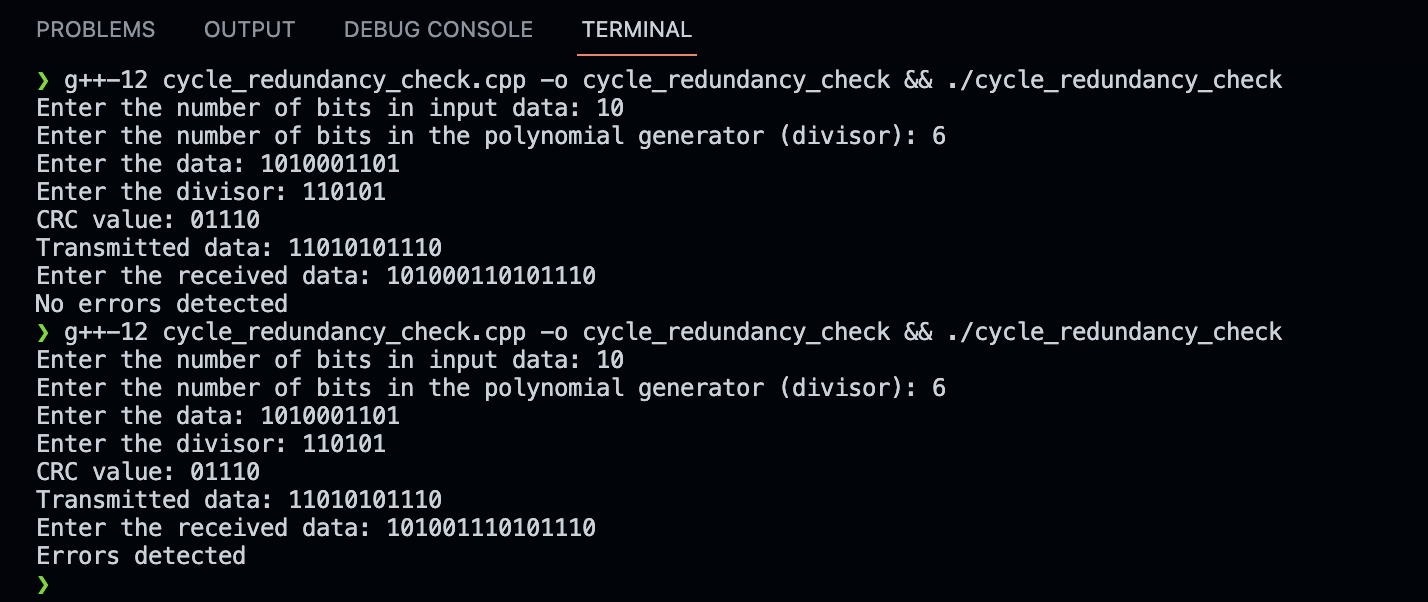 PROBLEMS OUTPUT DEBUG CONSOLE TERMINAL
❯ g++-12 cycle_redundancy_check.cpp -o cycle_redundancy_check && ./cycle_redundancy_check
Enter the number of bits in input data: 10
Enter the number of bits in the polynomial generator (divisor): 6
Enter the data: 1010001101
Enter the divisor: 110101
CRC value: 01110
Transmitted data: 11010101110
Enter the received data: 101000110101110
No errors detected
❯ g++-12 cycle_redundancy_check.cpp -o cycle_redundancy_check && ./cycle_redundancy_check
Enter the number of bits in input data: 10
Enter the number of bits in the polynomial generator (divisor): 6
Enter the data: 1010001101
Enter the divisor: 110101
CRC value: 01110
Transmitted data: 11010101110
Enter the received data: 101001110101110
Errors detected
❯